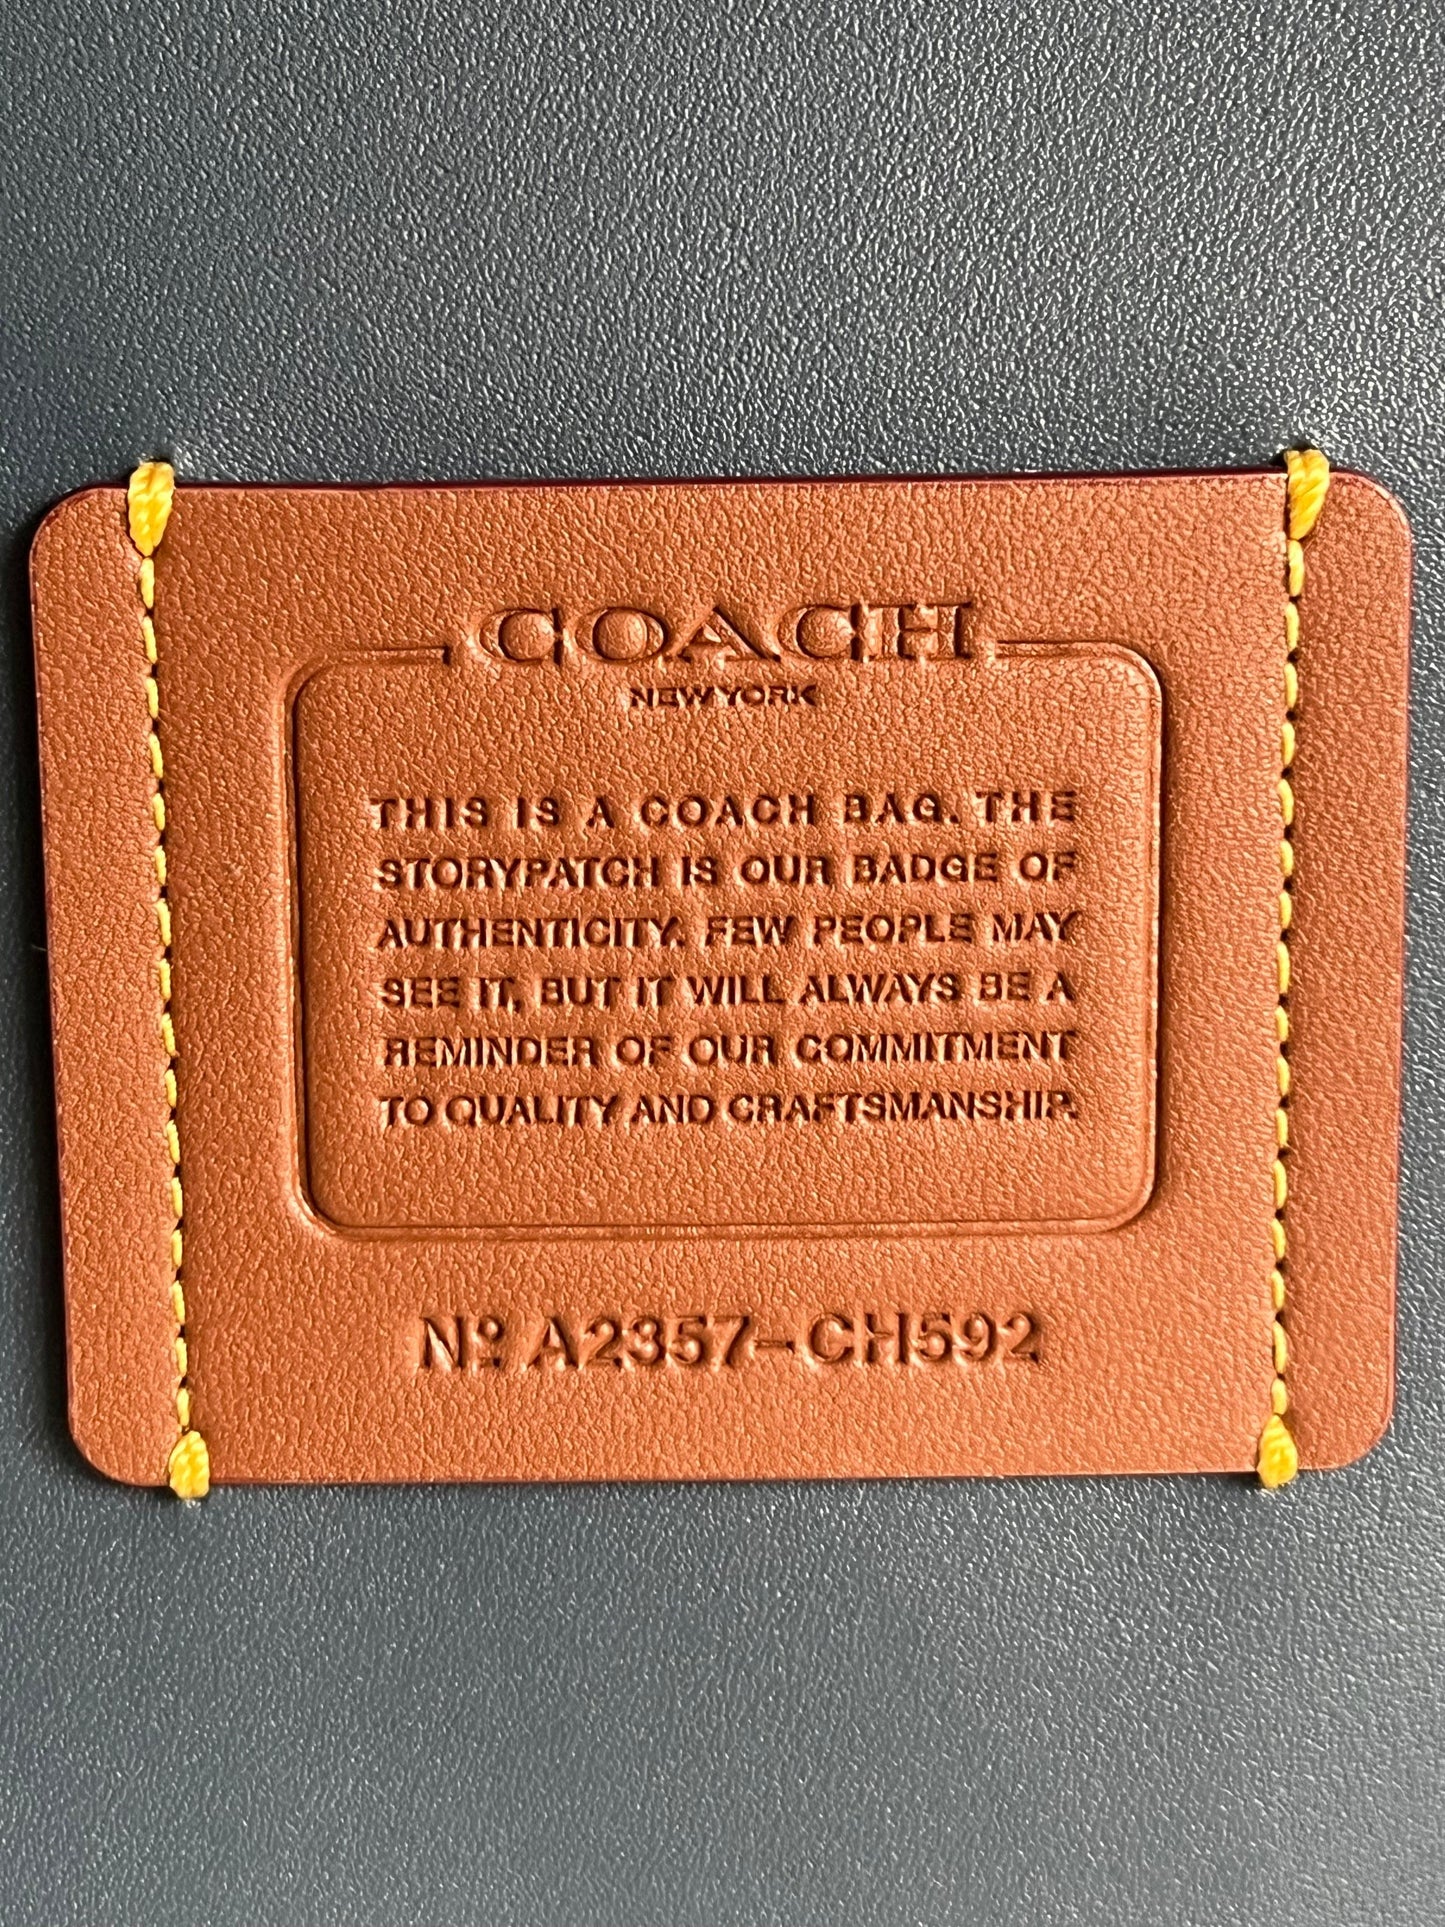 COACH
NEW YORK
THIS IS A COACH BAG. THE
STORYPATCH IS OUR BADGE OF
AUTHENTICITY. FEW PEOPLE MAY
SEE IT, BUT IT WILL ALWAYS BE A
REMINDER OF OUR COMMITMENT
TO QUALITY AND CRAFTSMANSHIP.
Nº A2357-CH592